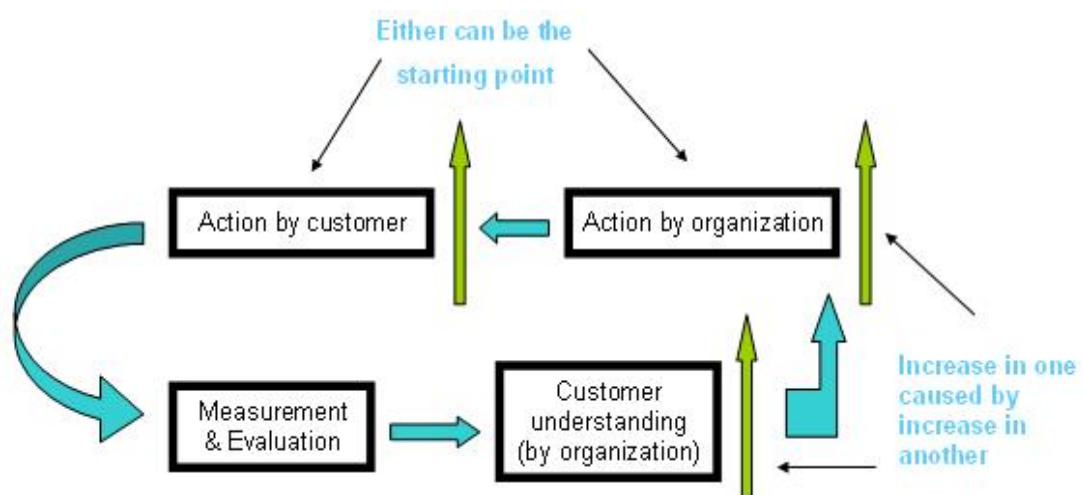 Either can be the
starting point
Action by customer
Action by organization
Measurement
& Evaluation
Customer
understanding
(by organization)
Increase in one
caused by
increase in
another